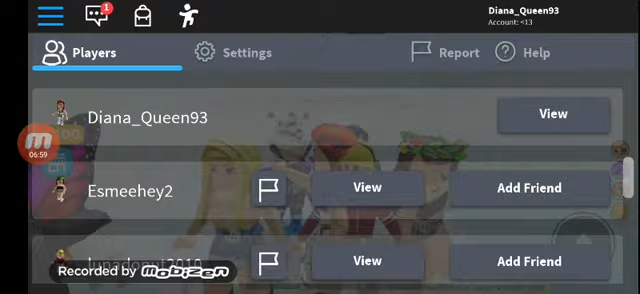 1
Diana_Queen93
Account: <13
Players
Settings
Report
Help
Diana_Queen93
View
06:59
Esmeehey2
View
Add Friend
lunadonut2010
View
Add Friend
Recorded by mobizen